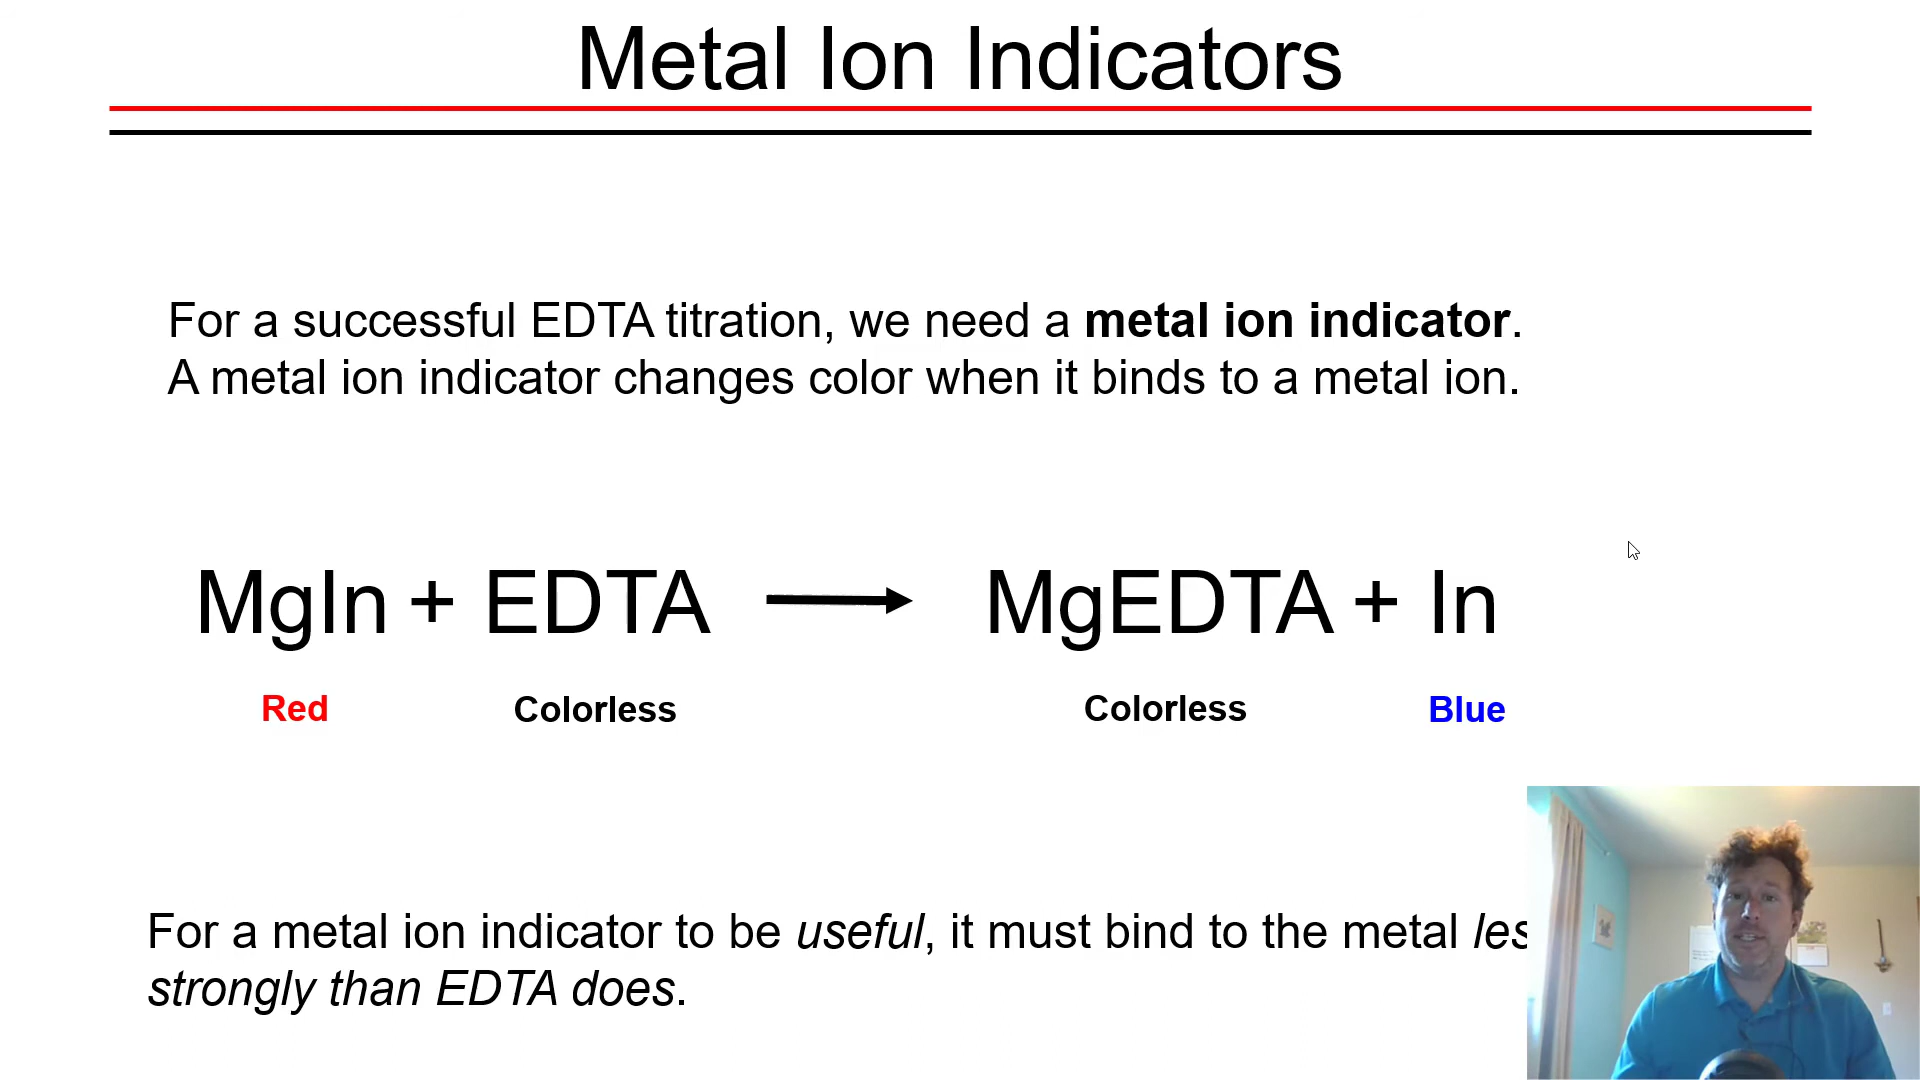 Metal Ion Indicators
For a successful EDTA titration, we need a metal ion indicator.
A metal ion indicator changes color when it binds to a metal ion.
MgIn + EDTA → MgEDTA + In
Red Colorless Colorless Blue
For a metal ion indicator to be useful, it must bind to the metal
strongly than EDTA does.